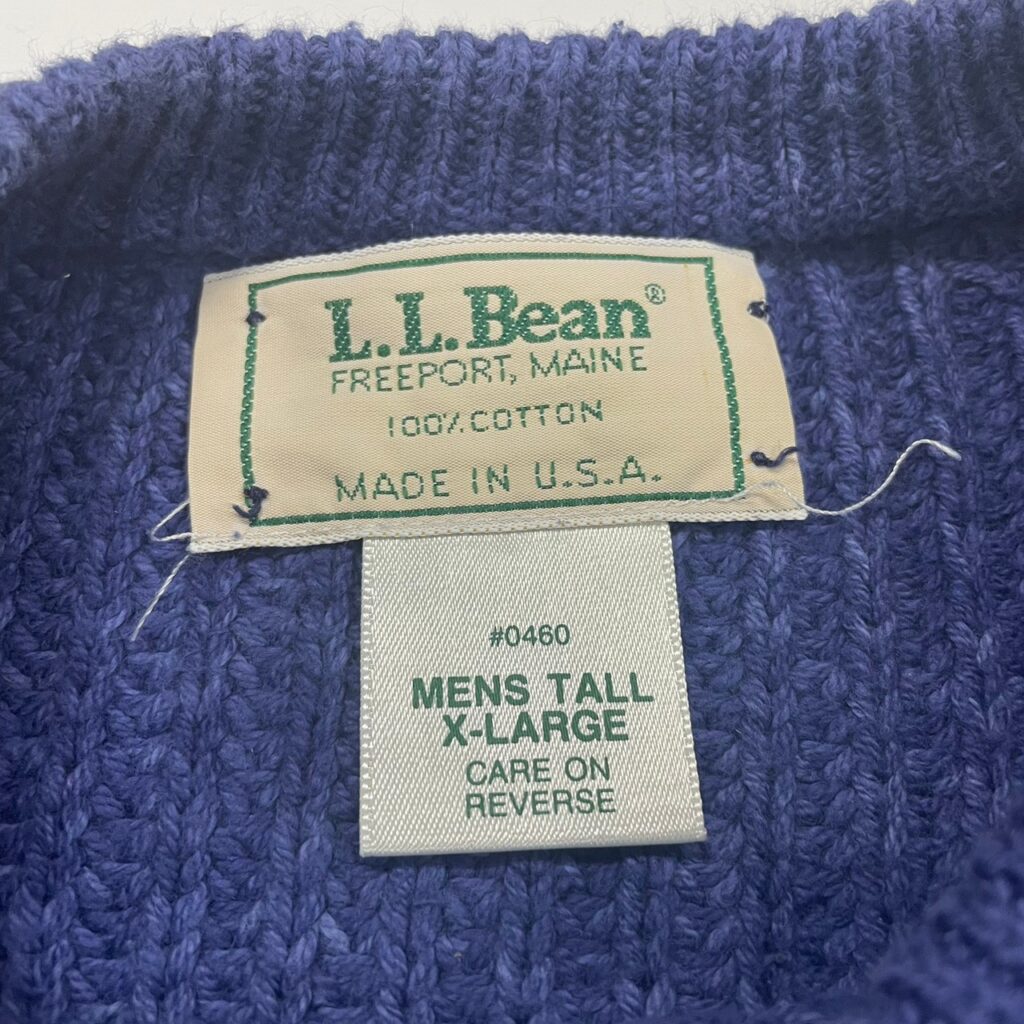 L.L.Bean®
FREEPORT, MAINE
100% COTTON
MADE IN U.S.A.
#0460
MENS TALL
X-LARGE
CARE ON
REVERSE